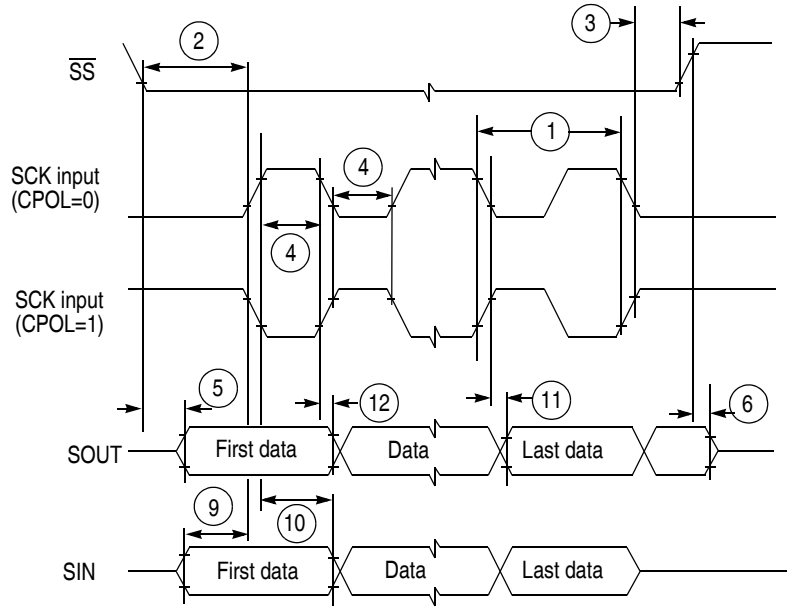 3
2
SS
1
SCK input
(CPOL=0)
4
4
SCK input
(CPOL=1)
5
12
11
6
SOUT
First data
Data
Last data
9
10
SIN
First data
Data
Last data